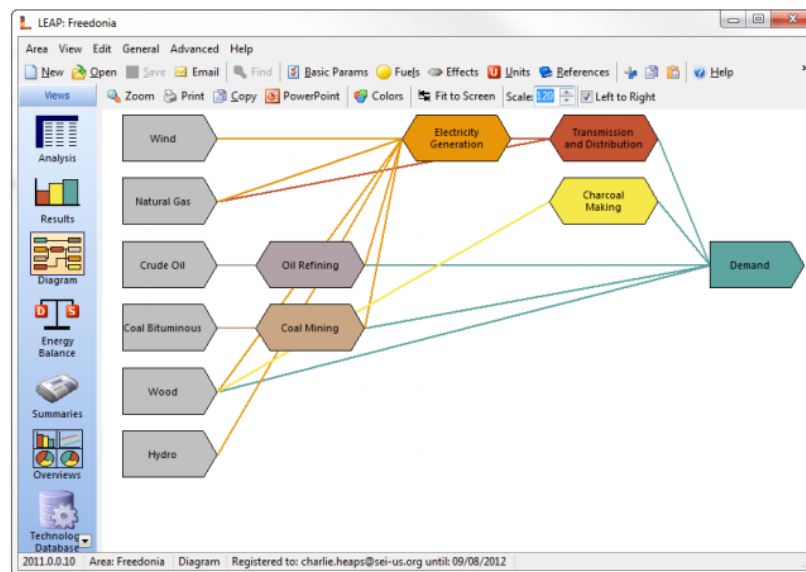 LEAP: Freedonia
Area View Edit General Advanced Help
New Open Save Email Find Basic Params Fuels Effects Units References Help
Views Zoom Print Copy PowerPoint Colors Fit to Screen Scale: 120 Left to Right
Analysis
Results
Diagram
Energy
Balance
Summaries
Overviews
Technolog
Database
Wind
Electricity
Generation
Transmission
and Distribution
Natural Gas
Charcoal
Making
Crude Oil
Oil Refining
Demand
Coal Bituminous
Coal Mining
Wood
Hydro
2011.0.0.10 Area: Freedonia Diagram Registered to: charlie.heaps@sei-us.org until: 09/08/2012